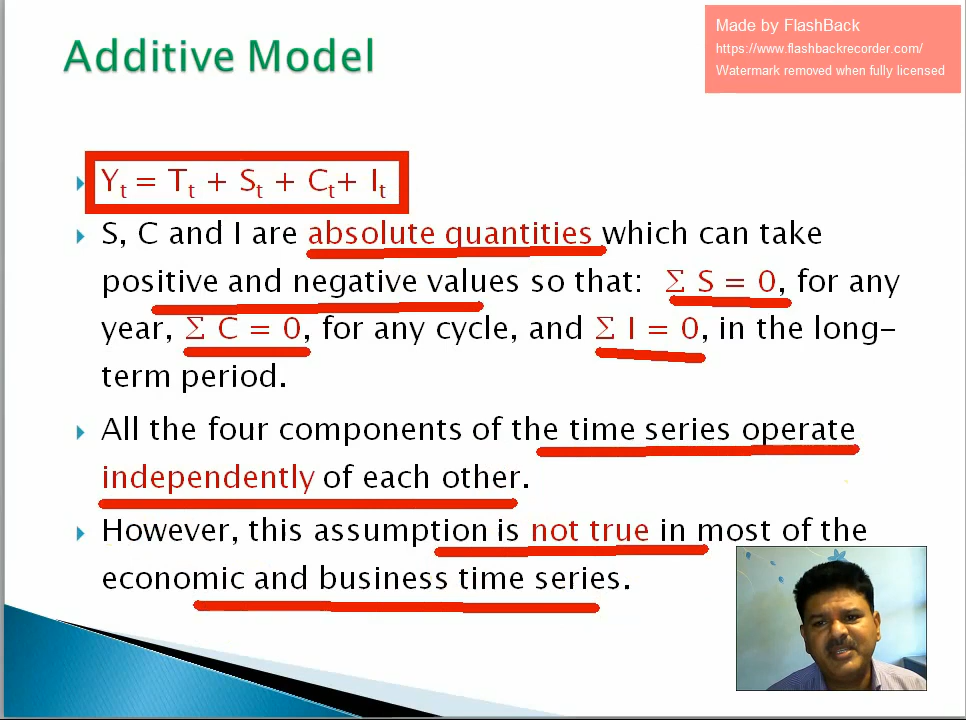 Made by FlashBack
https://www.flashbackrecorder.com/
Watermark removed when fully licensed
Additive Model
Yt = Tt + St + Ct+ It
S, C and I are absolute quantities which can take
positive and negative values so that: Σ S = 0, for any
year, Σ C = 0, for any cycle, and Σ I = 0, in the long-
term period.
All the four components of the time series operate
independently of each other.
However, this assumption is not true in most of the
economic and business time series.